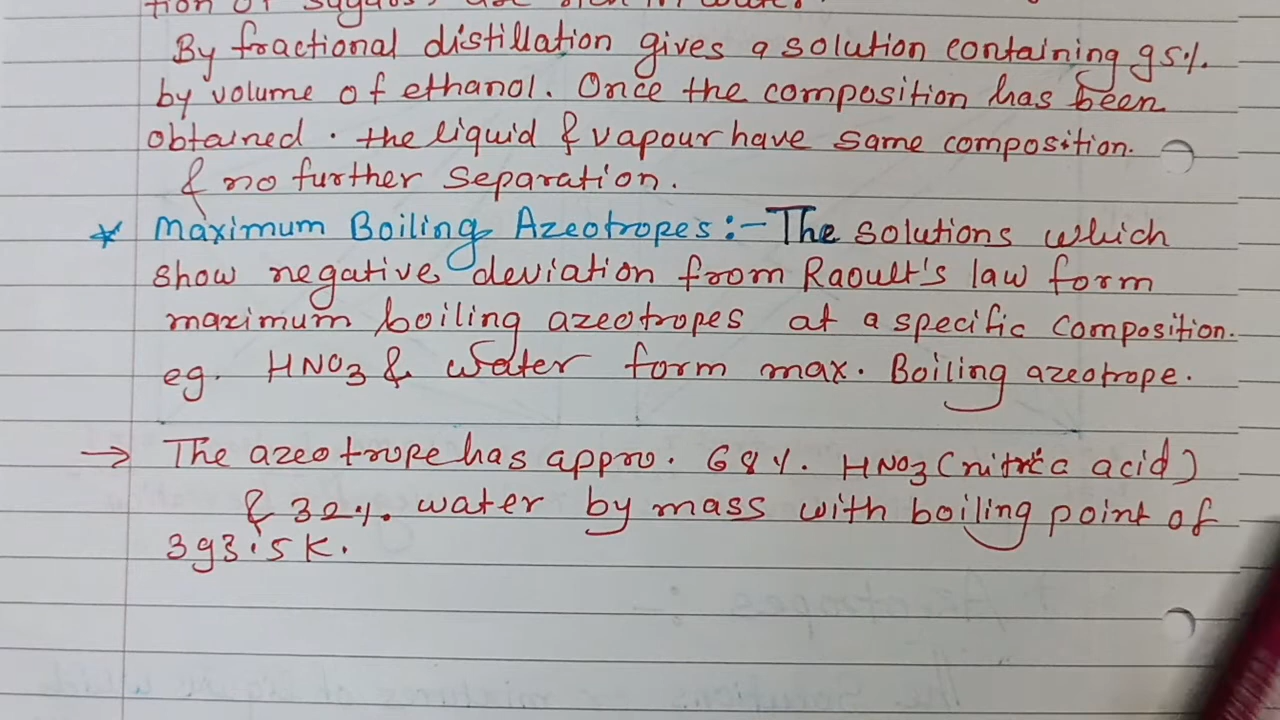 By fractional distillation gives a solution containing 95%.
by volume of ethanol. Once the composition has been
obtained. the liquid & vapour have same composition.
& no further separation.
* Maximum Boiling Azeotropes:- The solutions which
show negative deviation from Raoult's law form
maximum boiling azeotropes at a specific composition.
eg. HNO3 & water form max. Boiling azeotrope.
→ The azeotrope has appro. 68%. HNO3 (nitric acid)
& 32%. water by mass with boiling point of
393.5 K.